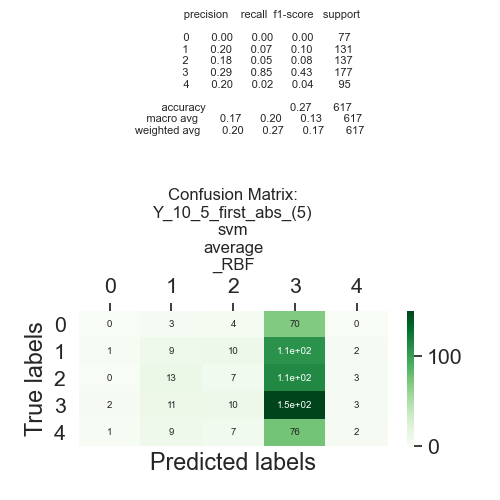 precision recall f1-score support
0 0.00 0.00 0.00 77
1 0.20 0.07 0.10 131
2 0.18 0.05 0.08 137
3 0.29 0.85 0.43 177
4 0.20 0.02 0.04 95
accuracy 0.27 617
macro avg 0.17 0.20 0.13 617
weighted avg 0.20 0.27 0.17 617
Confusion Matrix:
Y_10_5_first_abs_(5)
svm
average
_RBF
0 1 2 3 4
0 0 3 4 70 0
1 1 9 10 1.1e+02 2
2 0 13 7 1.1e+02 3
3 2 11 10 1.5e+02 3
4 1 9 7 76 2
True labels
Predicted labels
100
0